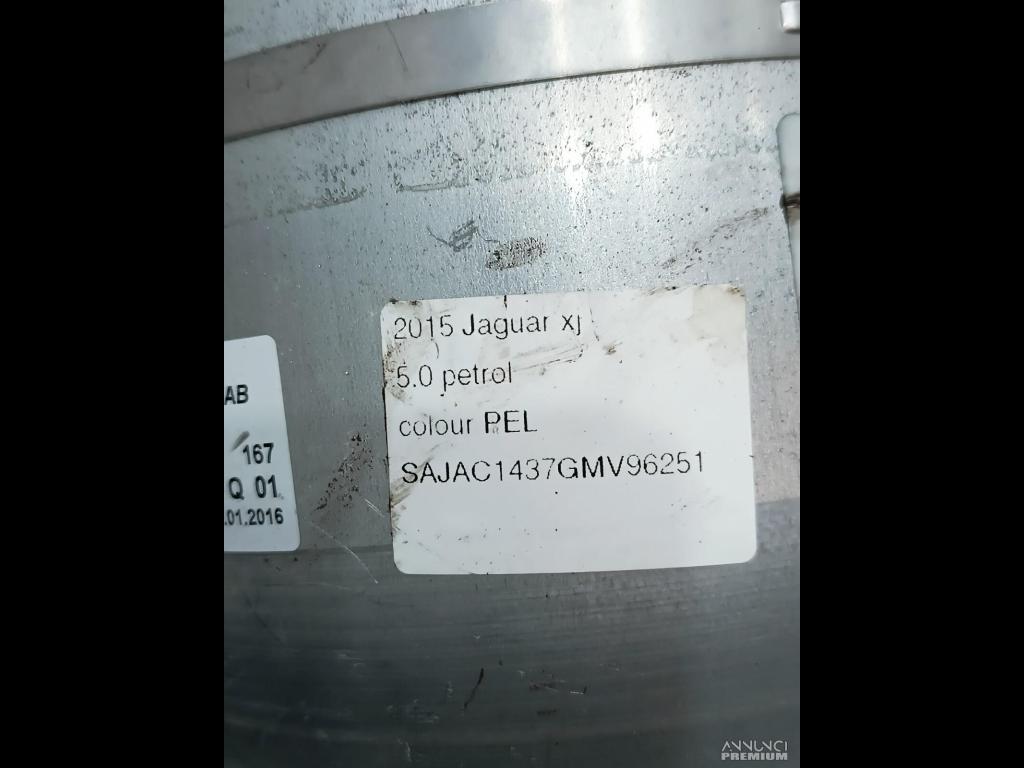 AB
167
Q 01
.01.2016
2015 Jaguar xj
5.0 petrol
colour PEL
SAJAC1437GMV96251
ANNUNCI
PREMIUM